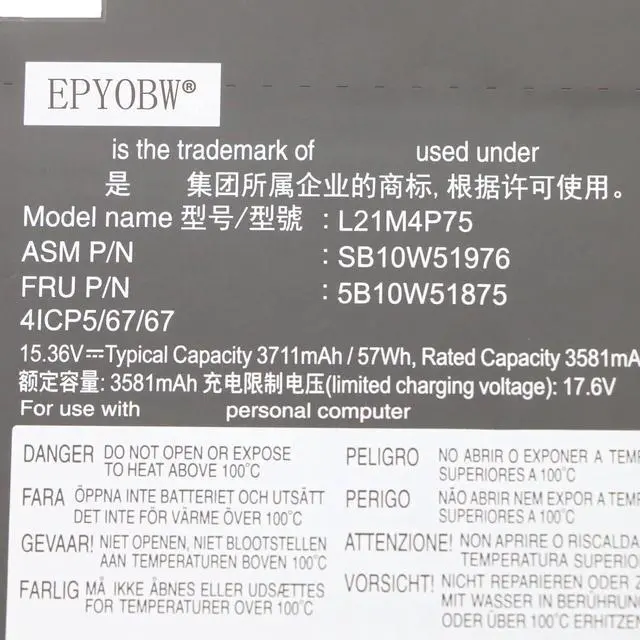 EPYOBW®
is the trademark of used under
是 集团所属企业的商标, 根据许可使用。
Model name 型号/型號 : L21M4P75
ASM P/N : SB10W51976
FRU P/N : 5B10W51875
4ICP5/67/67
15.36V⎓Typical Capacity 3711mAh / 57Wh, Rated Capacity 3581mA
额定容量: 3581mAh 充电限制电压(limited charging voltage): 17.6V
For use with personal computer
DANGER DO NOT OPEN OR EXPOSE
TO HEAT ABOVE 100°C
FARA ÖPPNA INTE BATTERIET OCH UTSÄTT
DET INTE FÖR VÄRME ÖVER 100°C
GEVAAR! NIET OPENEN, NIET BLOOTSTELLEN
AAN TEMPERATUREN BOVEN 100°C
FARLIG MÅ IKKE ÅBNES ELLER UDSÆTTES
FOR TEMPERATURER OVER 100°C
PELIGRO NO ABRIR O EXPONER A TEM
SUPERIORES A 100°C
PERIGO NÃO ABRIR NEM EXPOR A TEM
SUPERIORES A 100°C
ATTENZIONE! NON APRIRE O RISCALDA
TEMPERATURA SUPERIO
VORSICHT! NICHT REPARIEREN ODER Z
MIT WASSER IN BERÜHRUN
ODER ÜBER 100°C ERHITZEN